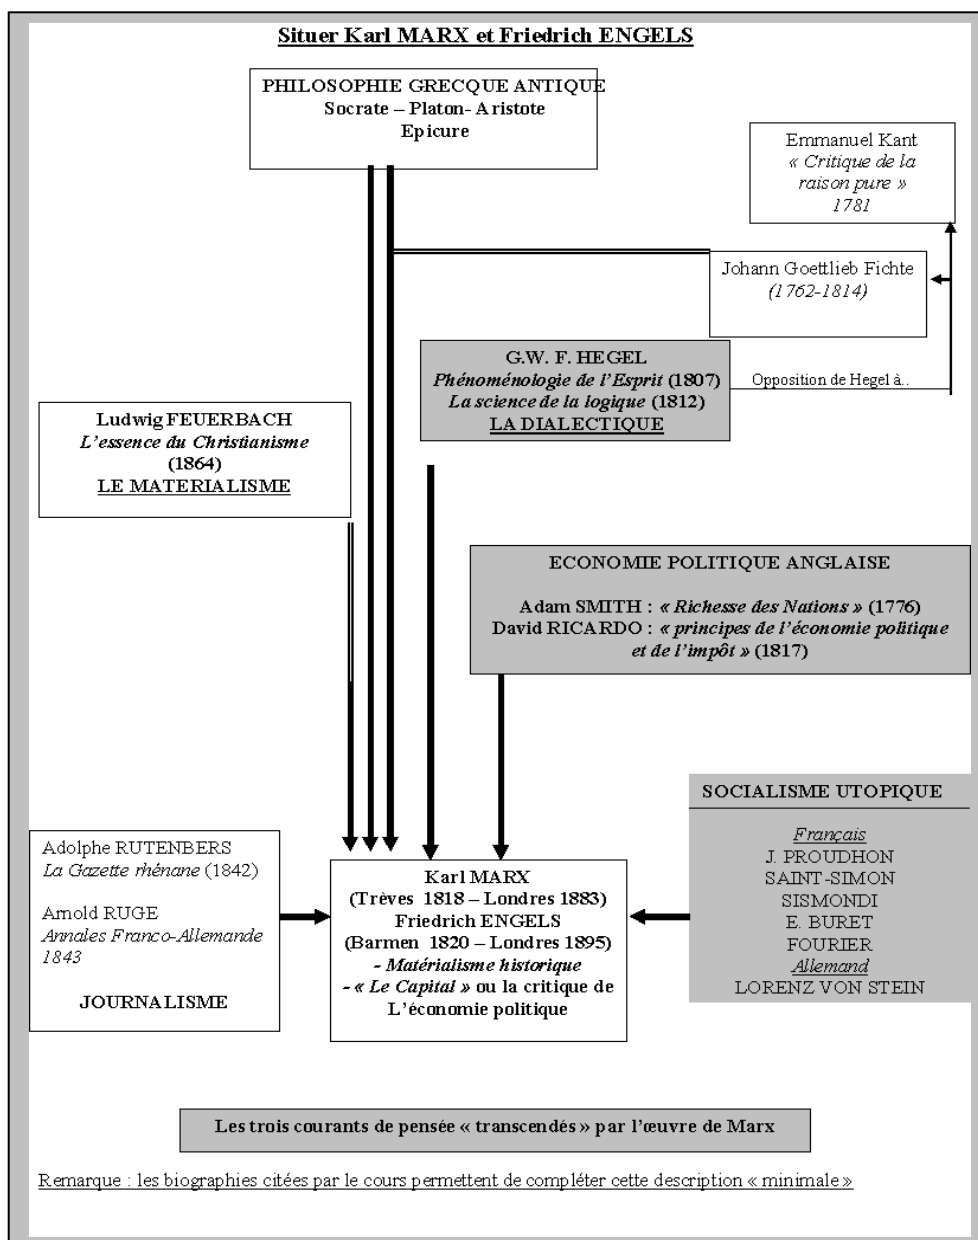 Situer Karl MARX et Friedrich ENGELS
PHILOSOPHIE GRECQUE ANTIQUE
Socrate – Platon- Aristote
Epicure
Emmanuel Kant
« Critique de la
raison pure »
1781
Johann Goettlieb Fichte
(1762-1814)
G.W. F. HEGEL
Phénoménologie de l’Esprit (1807)
La science de la logique (1812)
LA DIALECTIQUE
Opposition de Hegel à..
Ludwig FEUERBACH
L’essence du Christianisme
(1864)
LE MATERIALISME
ECONOMIE POLITIQUE ANGLAISE
Adam SMITH : « Richesse des Nations » (1776)
David RICARDO : « principes de l’économie politique
et de l’impôt » (1817)
SOCIALISME UTOPIQUE
Français
J. PROUDHON
SAINT-SIMON
SISMONDI
E. BURET
FOURIER
Allemand
LORENZ VON STEIN
Adolphe RUTENBERS
La Gazette rhénane (1842)
Arnold RUGE
Annales Franco-Allemande
1843
JOURNALISME
Karl MARX
(Trèves 1818 – Londres 1883)
Friedrich ENGELS
(Barmen 1820 – Londres 1895)
- Matérialisme historique
- « Le Capital » ou la critique de
L’économie politique
Les trois courants de pensée « transcendés » par l’œuvre de Marx
Remarque : les biographies citées par le cours permettent de compléter cette description « minimale »